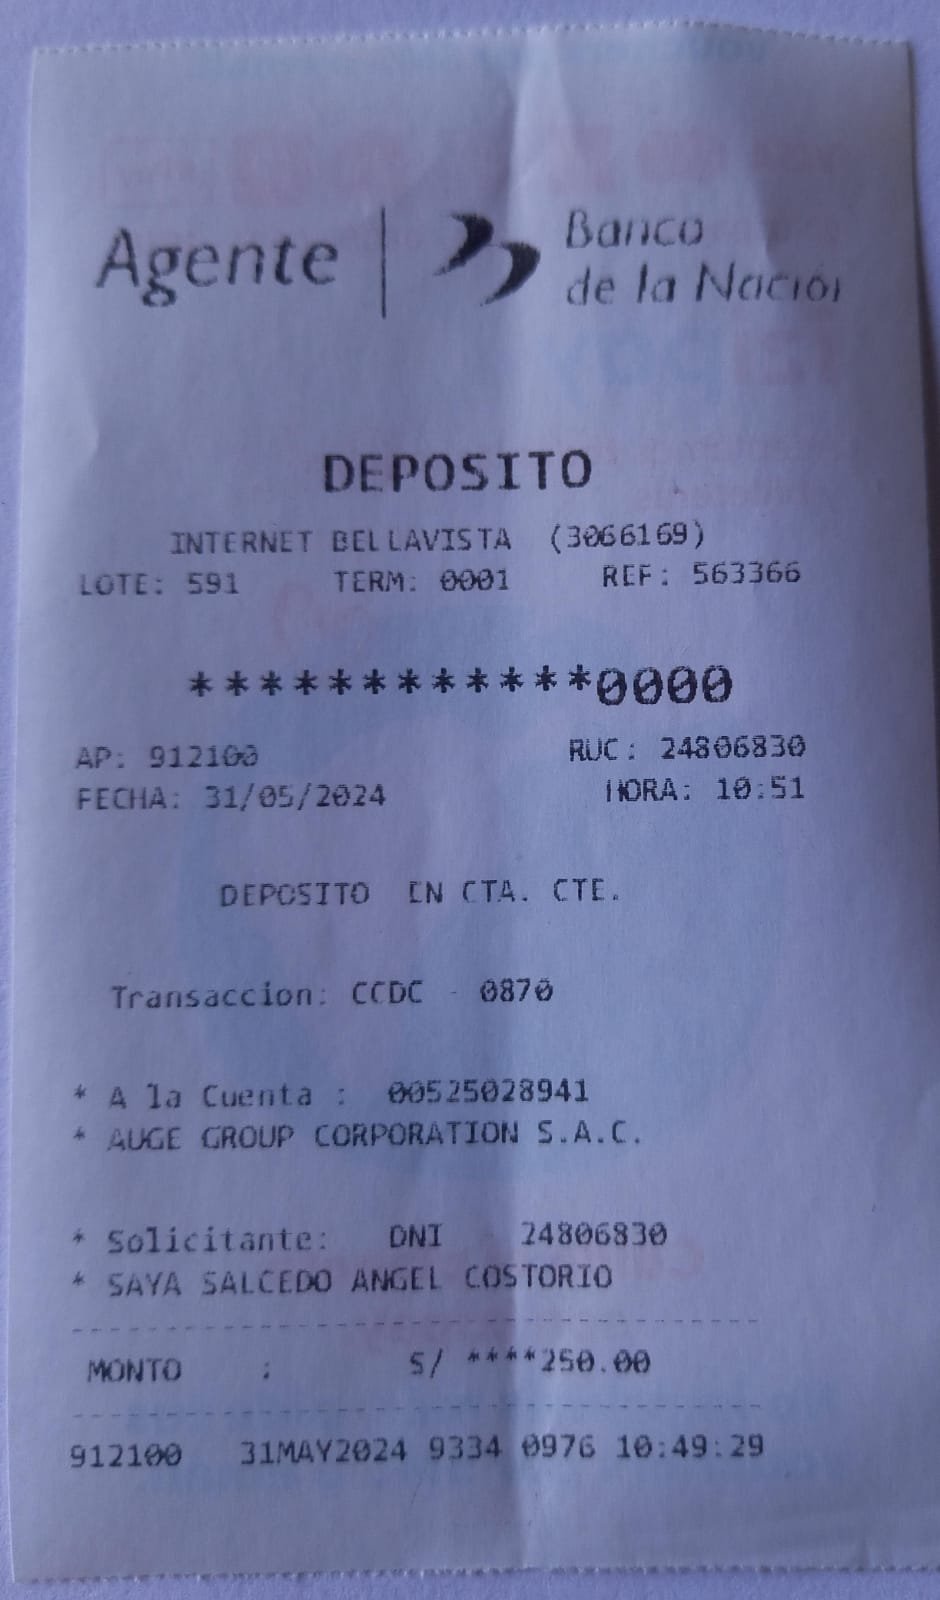 Agente | Banco
de la Nación
DEPOSITO
INTERNET BELLAVISTA (3066169)
LOTE: 591 TERM: 0001 REF: 563366
************0000
AP: 912100 RUC: 24806830
FECHA: 31/05/2024 HORA: 10:51
DEPOSITO EN CTA. CTE.
Transaccion: CCDC - 0870
* A la Cuenta : 00525028941
* AUGE GROUP CORPORATION S.A.C.
* Solicitante: DNI 24806830
* SAYA SALCEDO ANGEL COSTORIO
MONTO : S/ ****250.00
912100 31MAY2024 9334 0976 10:49:29